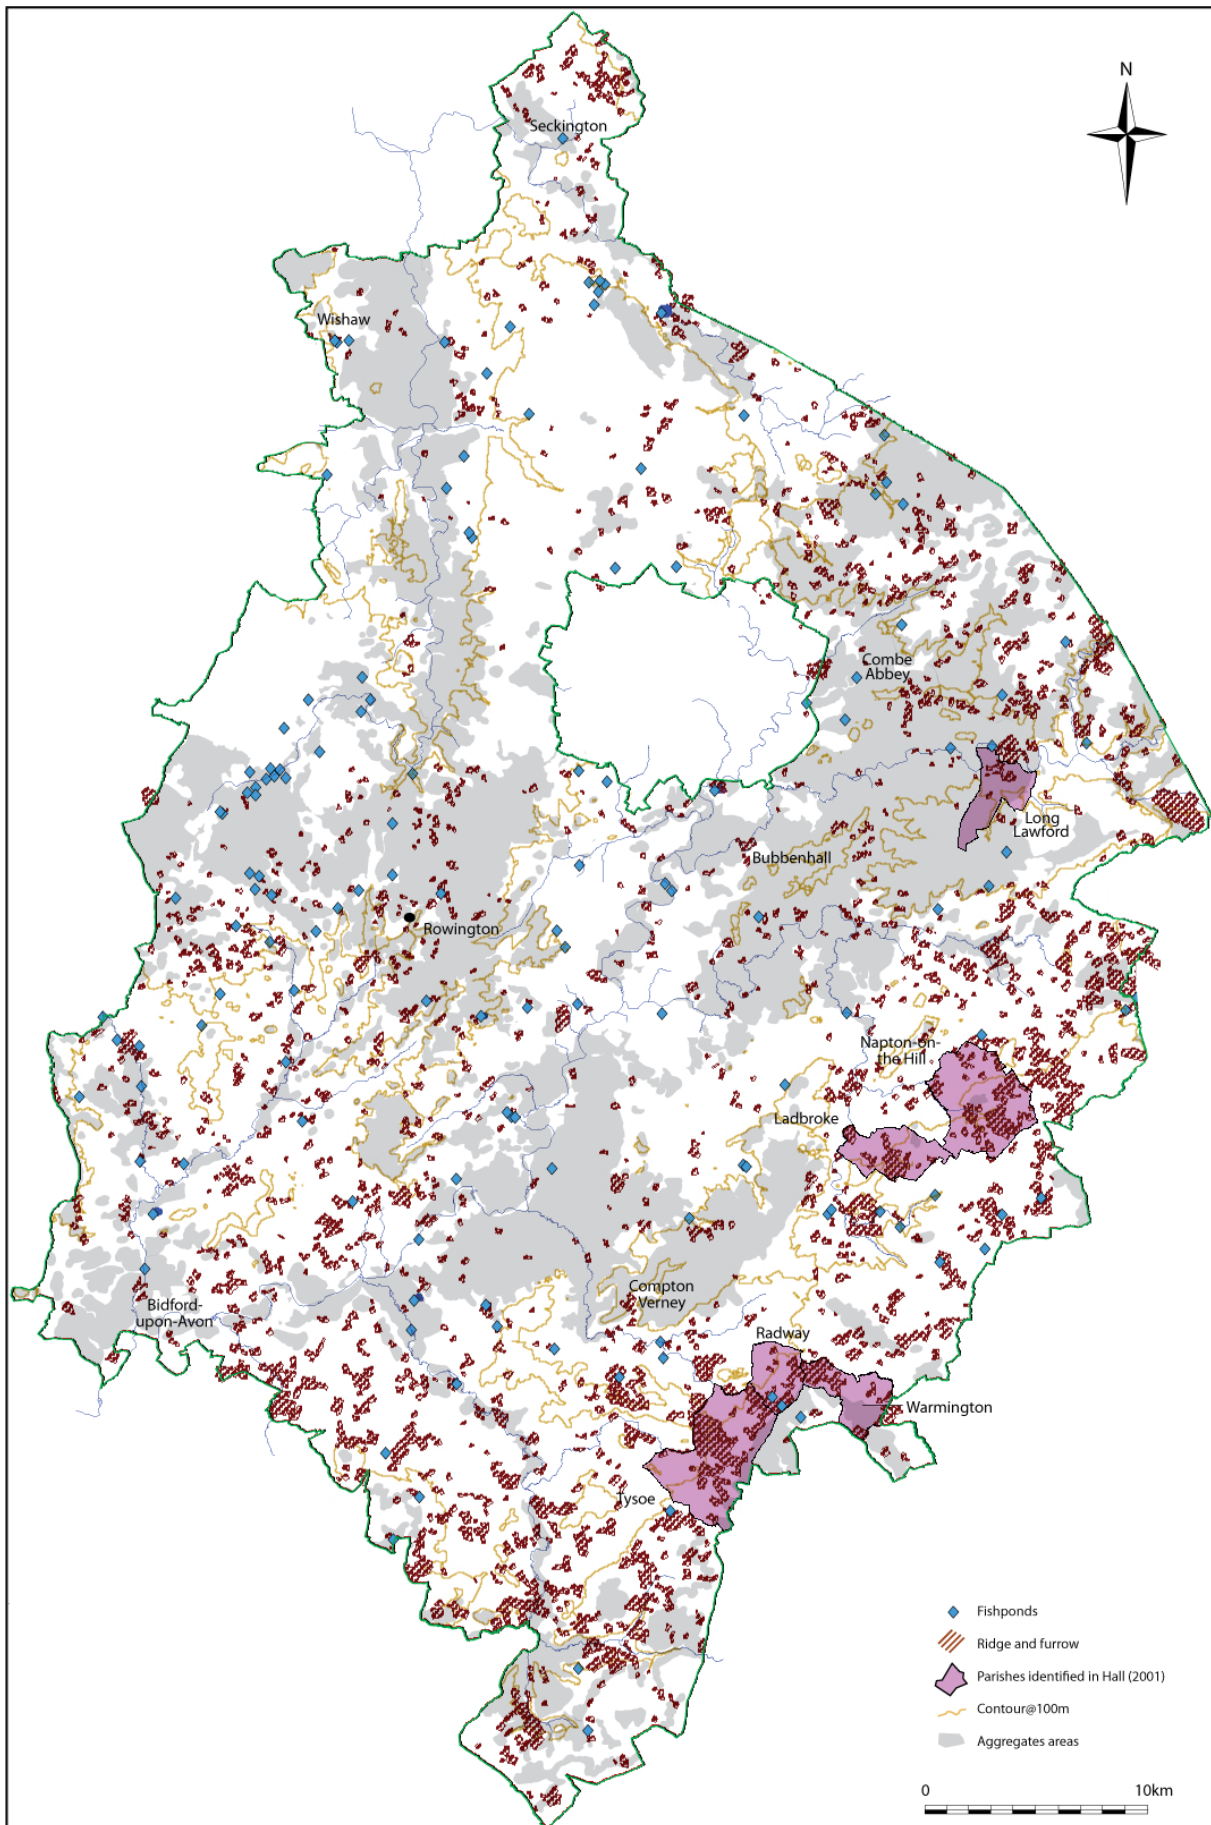 N
Seckington
Wishaw
Combe
Abbey
Long
Lawford
Bubbenhall
Rowington
Napton-on-
the Hill
Ladbroke
Compton
Verney
Bidford-
upon-Avon
Radway
Warmington
Tysoe
Fishponds
Ridge and furrow
Parishes identified in Hall (2001)
Contour@100m
Aggregates areas
0 10km